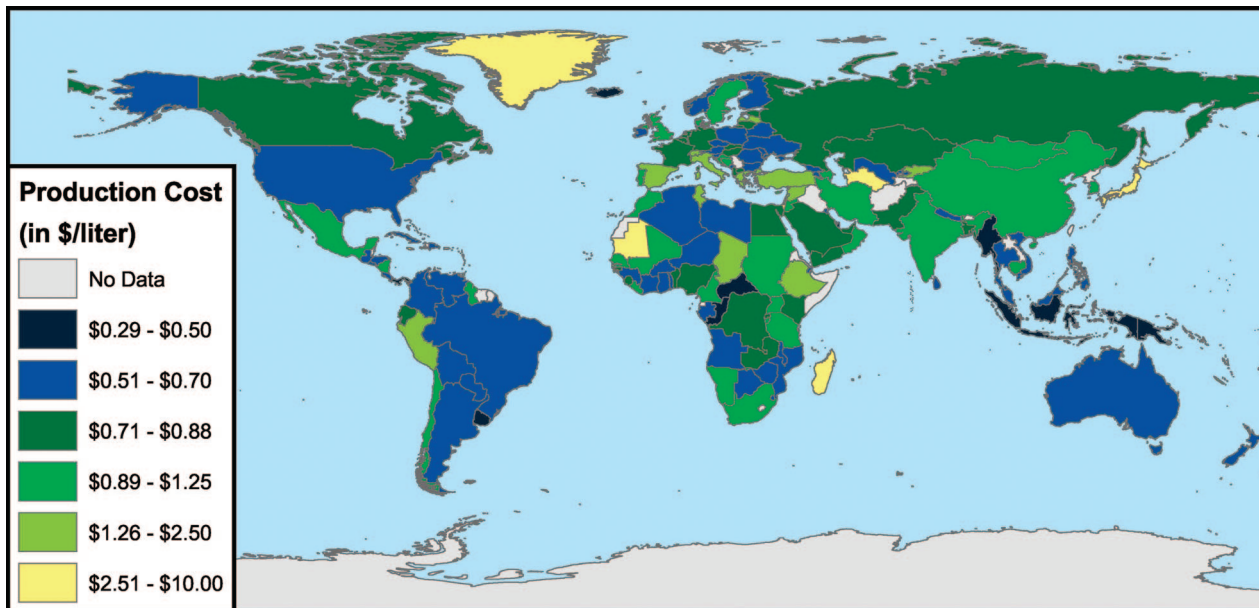 Production Cost
(in $/liter)
No Data
$0.29 - $0.50
$0.51 - $0.70
$0.71 - $0.88
$0.89 - $1.25
$1.26 - $2.50
$2.51 - $10.00